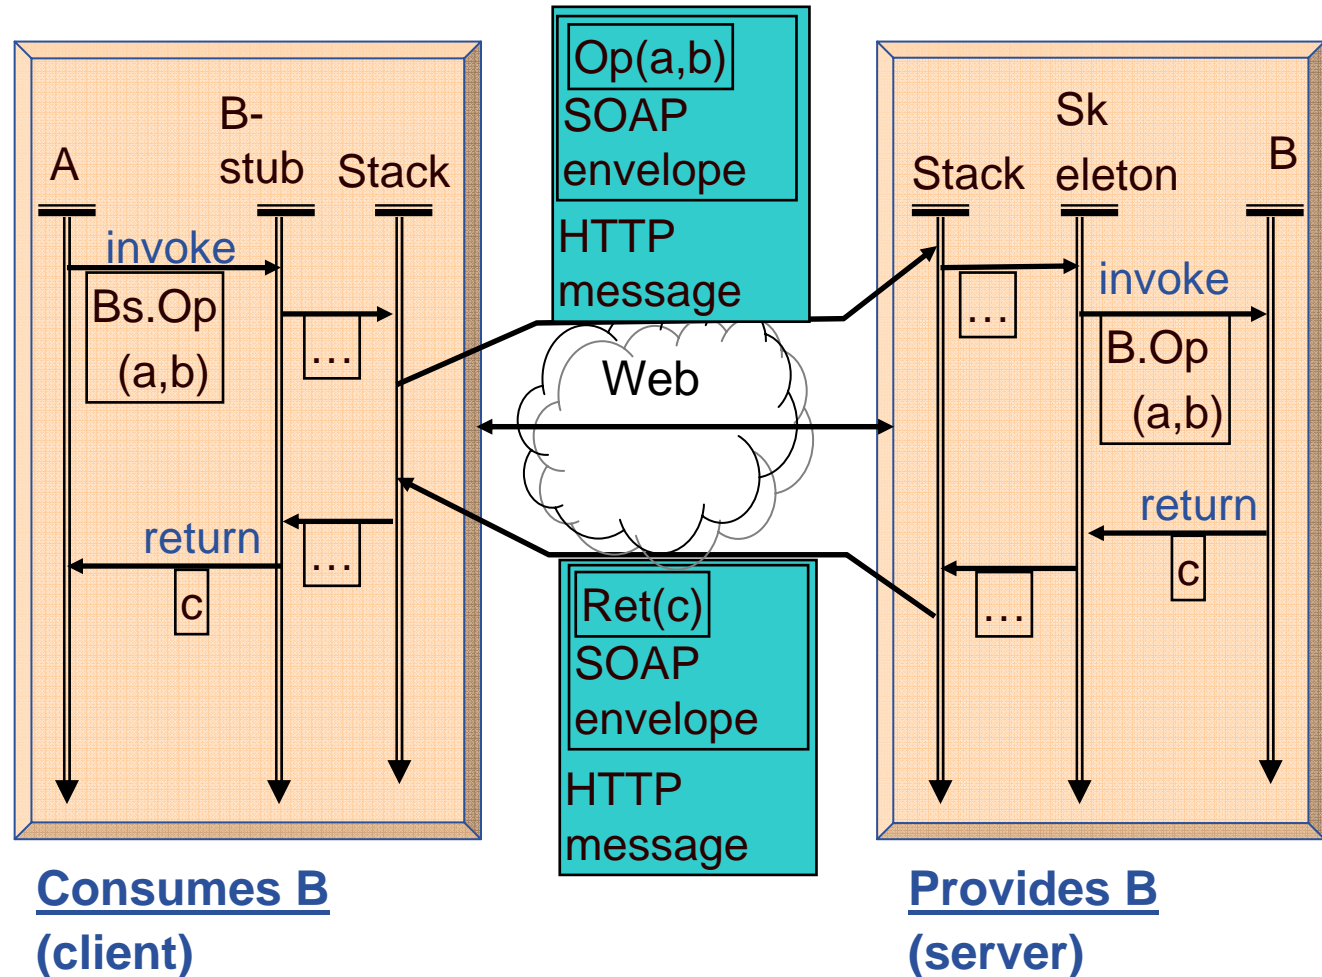 A
B-
stub
Stack
invoke
Bs.Op
(a,b)
...
return
...
c
Op(a,b)
SOAP
envelope
HTTP
message
Web
Ret(c)
SOAP
envelope
HTTP
message
Stack
Sk
eleton
B
...
invoke
B.Op
(a,b)
return
c
...
Consumes B
(client)
Provides B
(server)